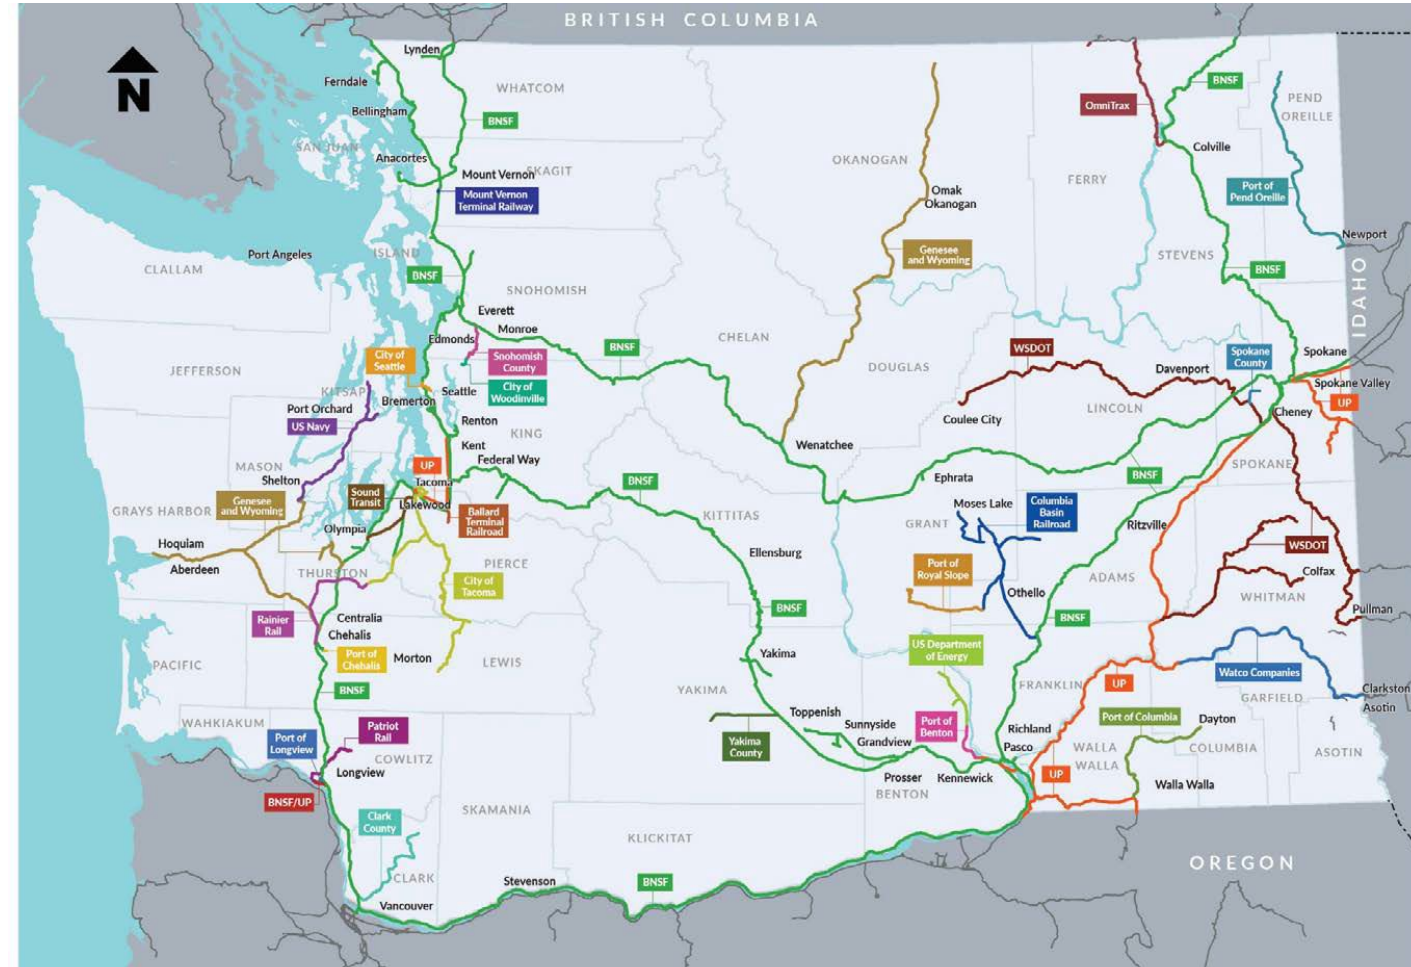 BRITISH COLUMBIA
N
Lynden
Ferndale
WHATCOM
Bellingham
BNSF
SAN JUAN
Anacortes
Mount Vernon
SKAGIT
Mount Vernon
Terminal Railway
Port Angeles
ISLAND
CLALLAM
BNSF
SNOHOMISH
Everett
Edmonds
Monroe
BNSF
CHELAN
City of
Seattle
Snohomish
County
JEFFERSON
KITSAP
Seattle
City of
Woodinville
Bremerton
Port Orchard
US Navy
Renton
KING
Kent
Federal Way
MASON
Shelton
UP
Tacoma
Sound
Transit
Lakewood
Genesee
and Wyoming
GRAYS HARBOR
Ballard
Terminal
Railroad
Olympia
Hoquiam
Aberdeen
THURSTON
PIERCE
City of
Tacoma
Rainier
Rail
Centralia
Chehalis
Port of
Chehalis
Morton
LEWIS
PACIFIC
BNSF
WAHKIAKUM
Port of
Longview
Patriot
Rail
COWLITZ
Longview
BNSF/UP
Clark
County
CLARK
Vancouver
SKAMANIA
Stevenson
KLICKITAT
BNSF
OKANOGAN
Omak
Okanogan
Genesee
and Wyoming
DOUGLAS
Wenatchee
BNSF
KITTITAS
Ellensburg
BNSF
Yakima
YAKIMA
Toppenish
Yakima
County
Sunnyside
Grandview
Prosser
BENTON
Kennewick
OmniTrax
BNSF
PEND
OREILLE
Colville
FERRY
Port of
Pend Oreille
Newport
STEVENS
BNSF
IDAHO
WSDOT
Davenport
Spokane
County
Spokane
Spokane Valley
UP
LINCOLN
Cheney
Coulee City
Ephrata
BNSF
SPOKANE
Moses Lake
Columbia
Basin
Railroad
GRANT
Ritzville
WSDOT
Port of
Royal Slope
Othello
ADAMS
Colfax
WHITMAN
BNSF
Pullman
US Department
of Energy
FRANKLIN
UP
Watco Companies
GARFIELD
Clarkston
Asotin
Port of
Benton
Richland
Pasco
Port of Columbia
Dayton
WALLA
WALLA
COLUMBIA
ASOTIN
UP
Walla Walla
OREGON